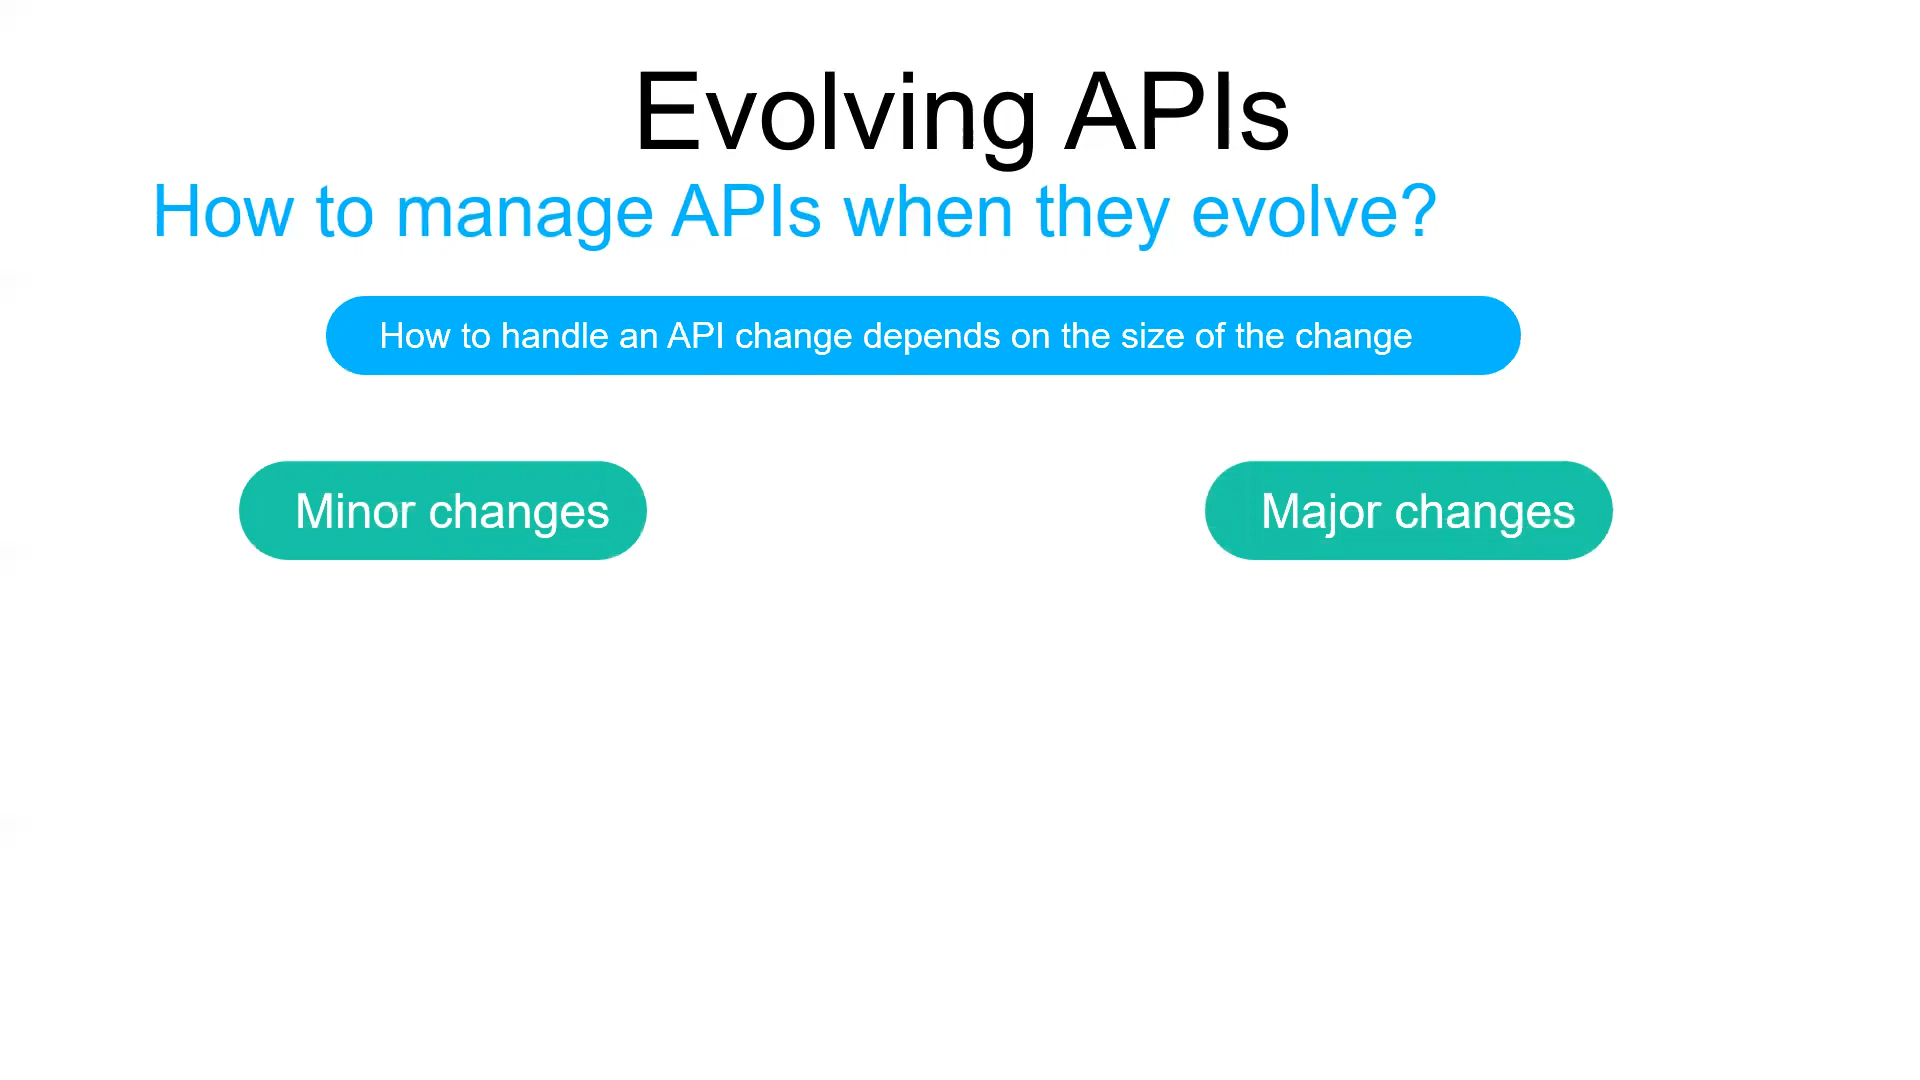 Evolving APIs
How to manage APIs when they evolve?
How to handle an API change depends on the size of the change
Minor changes
Major changes